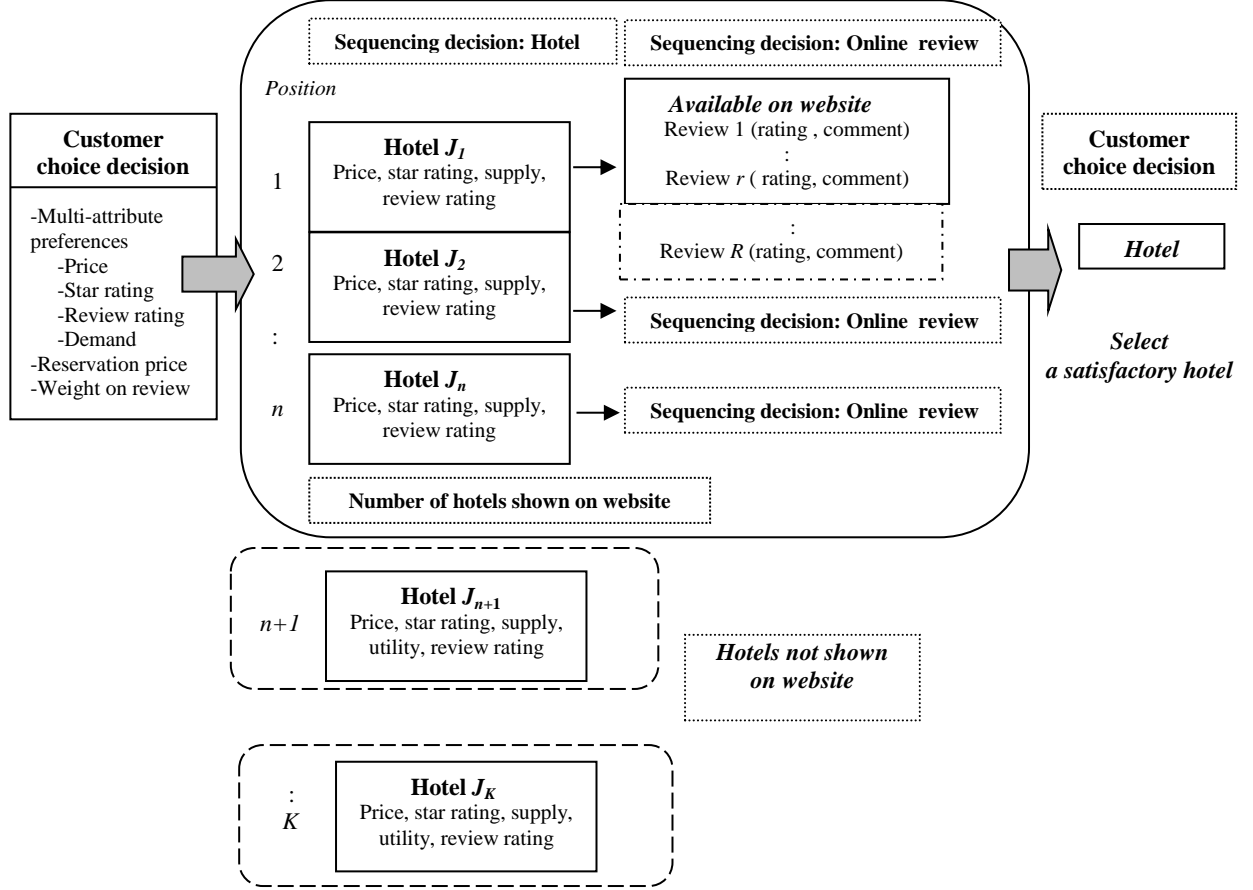 Sequencing decision: Hotel
Sequencing decision: Online review
Position
Customer
choice decision
-Multi-attribute
preferences
-Price
-Star rating
-Review rating
-Demand
-Reservation price
-Weight on review
1
Hotel J1
Price, star rating, supply,
review rating
Available on website
Review 1 (rating , comment)
:
Review r ( rating, comment)
:
Review R (rating, comment)
2
Hotel J2
Price, star rating, supply,
review rating
Sequencing decision: Online review
:
n
Hotel Jn
Price, star rating, supply,
review rating
Sequencing decision: Online review
Number of hotels shown on website
Customer
choice decision
Hotel
Select
a satisfactory hotel
n+1
Hotel Jn+1
Price, star rating, supply,
utility, review rating
Hotels not shown
on website
:
K
Hotel JK
Price, star rating, supply,
utility, review rating